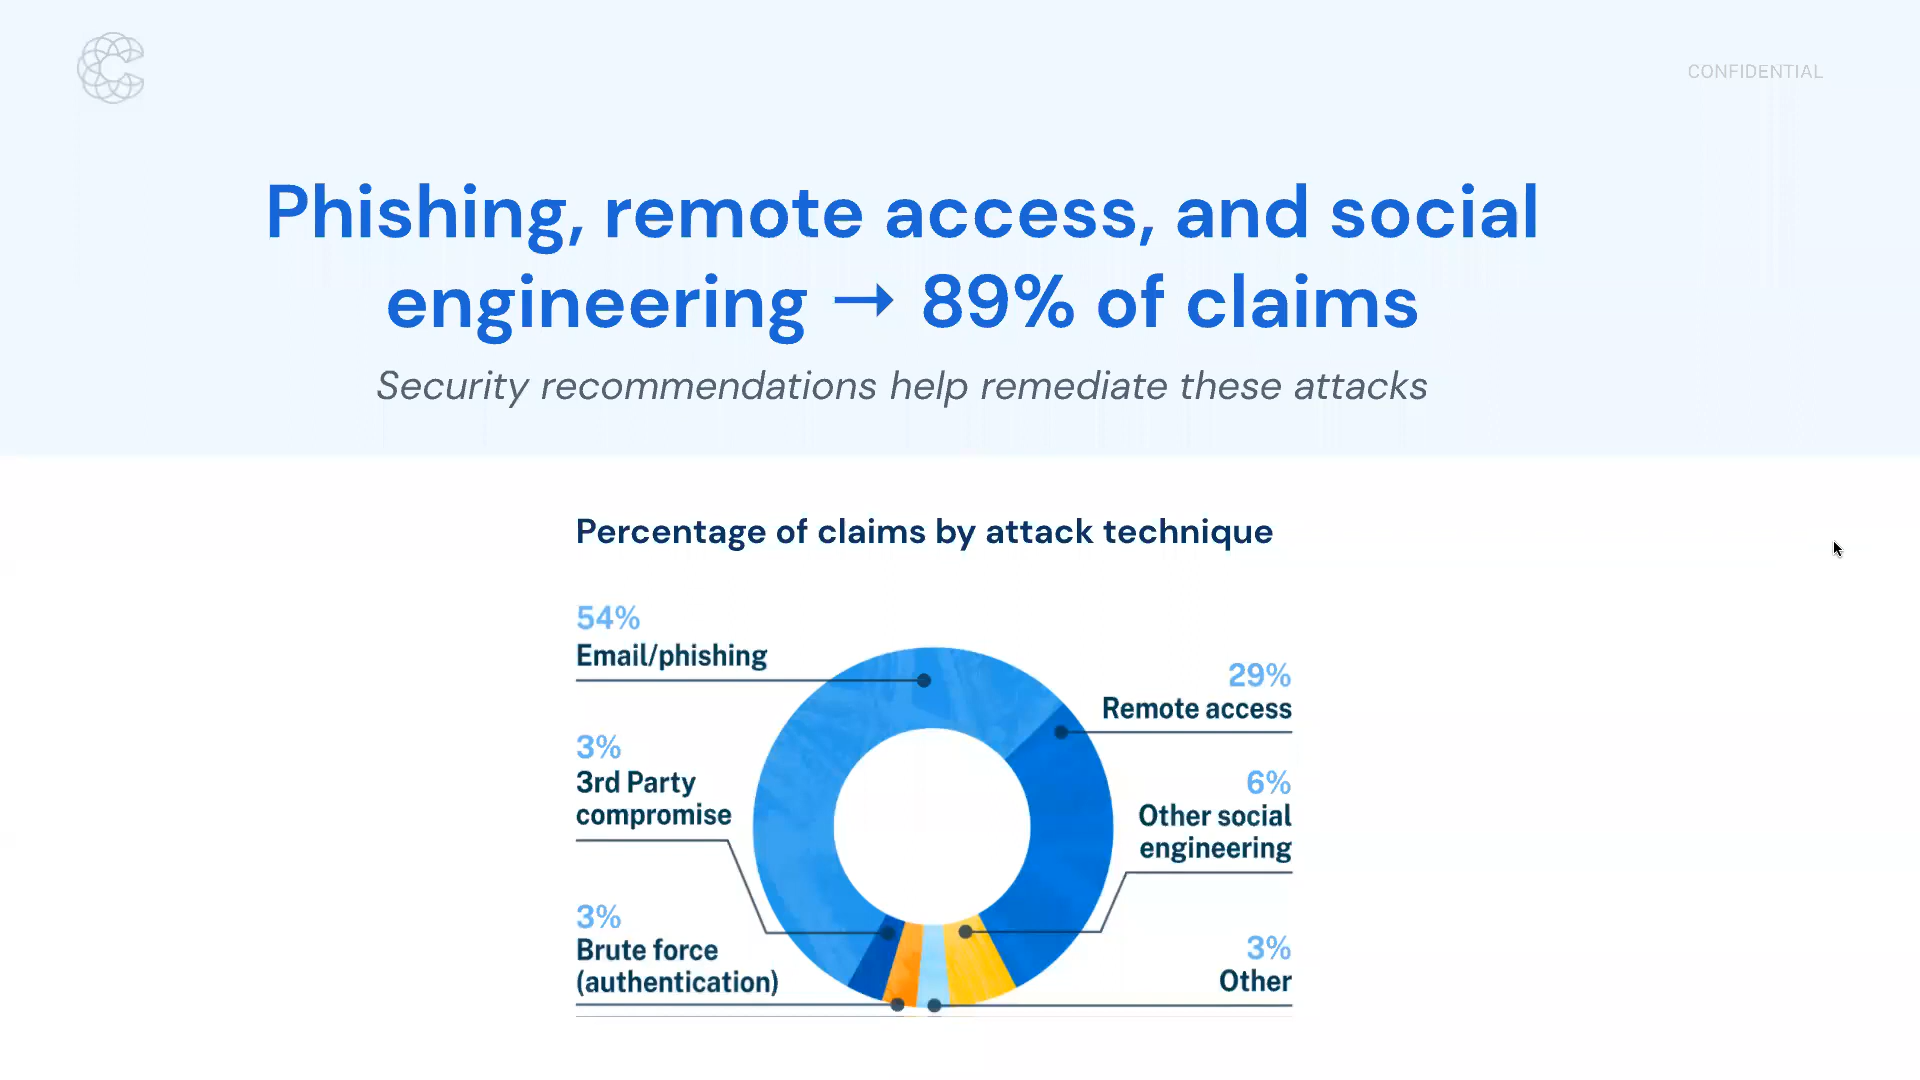 CONFIDENTIAL
Phishing, remote access, and social
engineering → 89% of claims
Security recommendations help remediate these attacks
Percentage of claims by attack technique
54%
Email/phishing
3%
3rd Party
compromise
3%
Brute force
(authentication)
29%
Remote access
6%
Other social
engineering
3%
Other